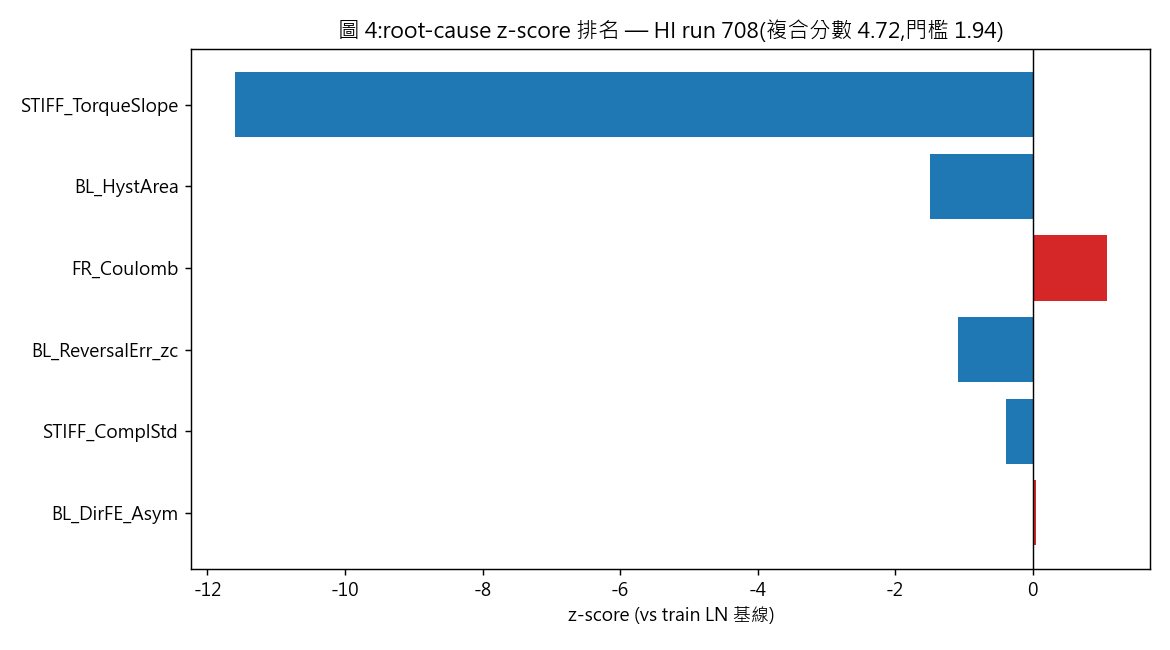 圖 4:root-cause z-score 排名 — HI run 708(複合分數 4.72,門檻 1.94)
STIFF_TorqueSlope
BL_HystArea
FR_Coulomb
BL_ReversalErr_zc
STIFF_ComplStd
BL_DirFE_Asym
-12 -10 -8 -6 -4 -2 0
z-score (vs train LN 基線)